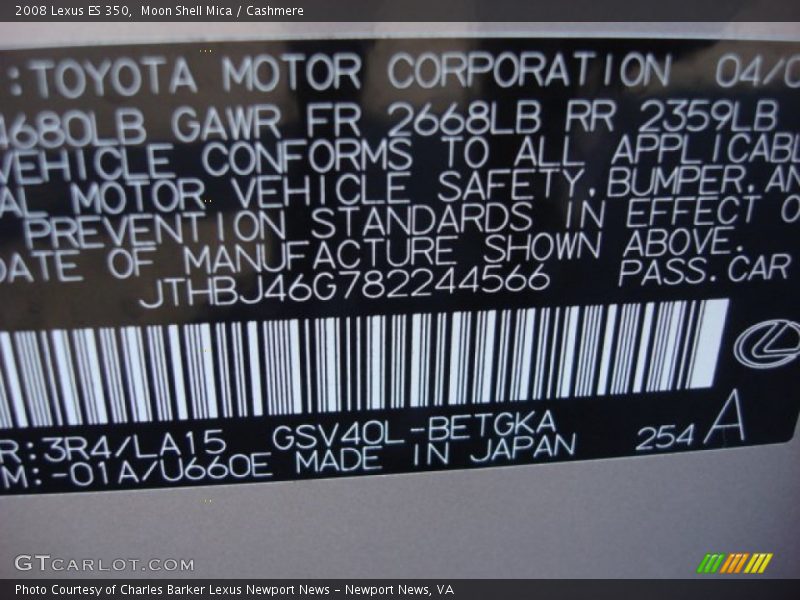 2008 Lexus ES 350, Moon Shell Mica / Cashmere
:TOYOTA MOTOR CORPORATION 04/0
4680LB GAWR FR 2668LB RR 2359LB
VEHICLE CONFORMS TO ALL APPLICABL
AL MOTOR VEHICLE SAFETY, BUMPER, AN
PREVENTION STANDARDS IN EFFECT O
DATE OF MANUFACTURE SHOWN ABOVE.
JTHBJ46G782244566 PASS. CAR
R:3R4/LA15 GSV40L-BETGKA
M:-01A/U660E MADE IN JAPAN 254 A
GTCARLOT.COM
Photo Courtesy of Charles Barker Lexus Newport News – Newport News, VA